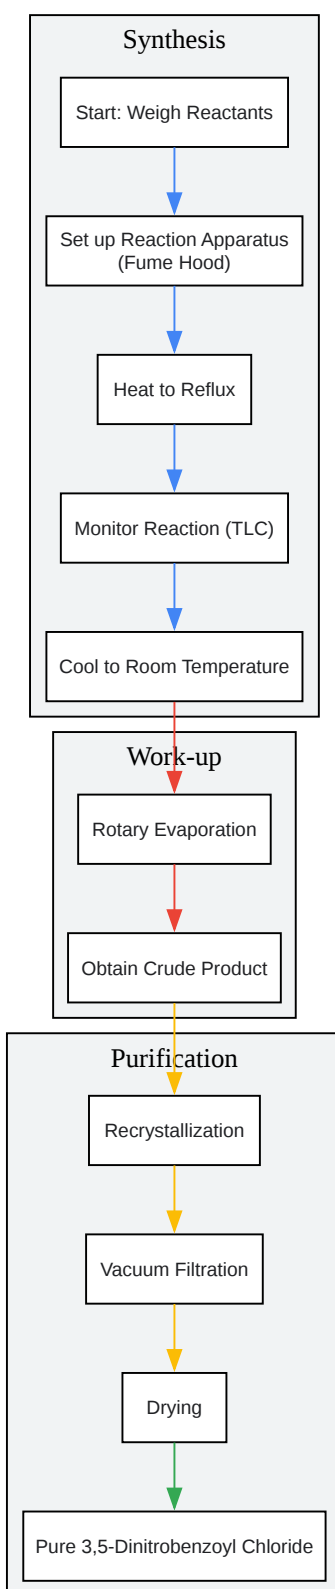 Synthesis
Start: Weigh Reactants
Set up Reaction Apparatus
(Fume Hood)
Heat to Reflux
Monitor Reaction (TLC)
Cool to Room Temperature
Work-up
Rotary Evaporation
Obtain Crude Product
Purification
Recrystallization
Vacuum Filtration
Drying
Pure 3,5-Dinitrobenzoyl Chloride